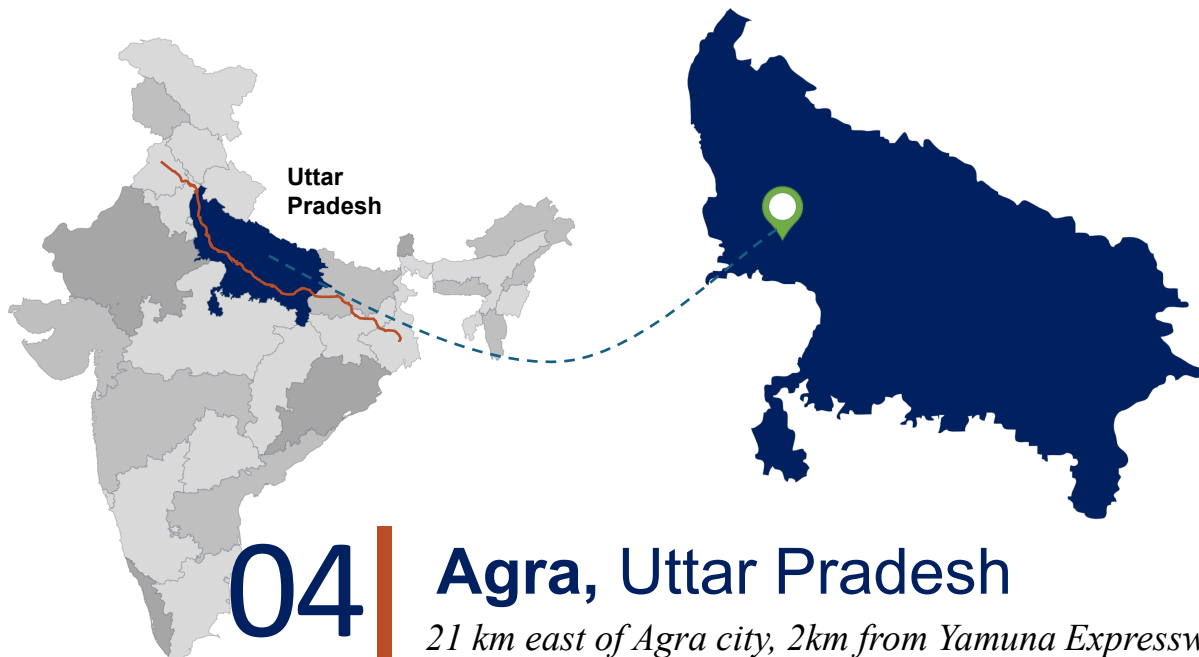 Uttar
Pradesh
04
Agra, Uttar Pradesh
21 km east of Agra city, 2km from Yamuna Expressw